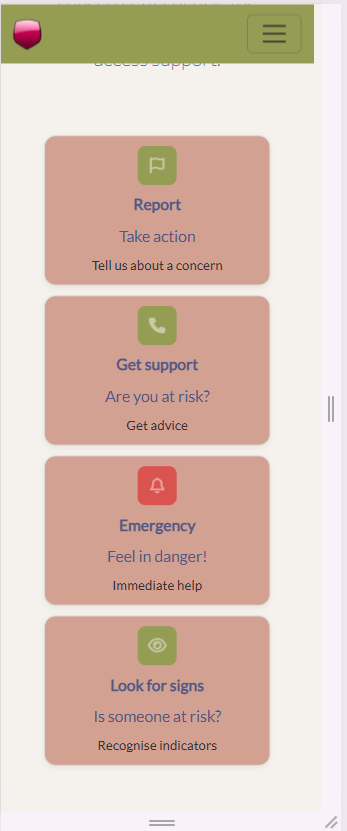 access support.
Report
Take action
Tell us about a concern
Get support
Are you at risk?
Get advice
Emergency
Feel in danger!
Immediate help
Look for signs
Is someone at risk?
Recognise indicators